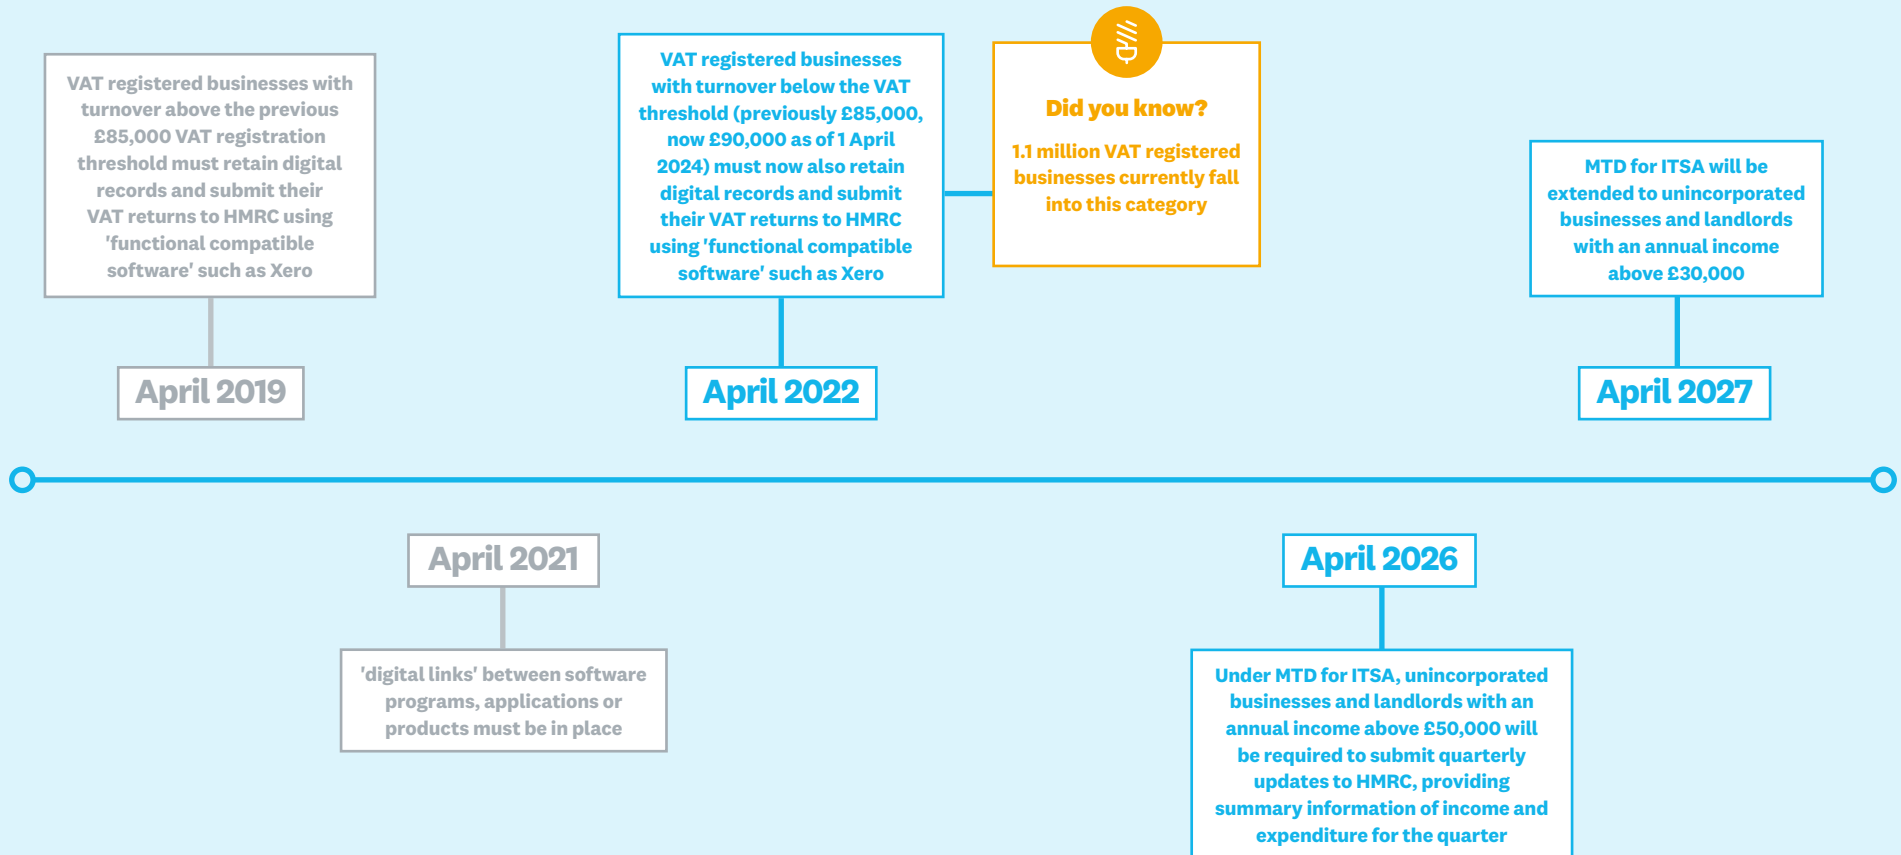 VAT registered businesses with
turnover above the previous
£85,000 VAT registration
threshold must retain digital
records and submit their
VAT returns to HMRC using
'functional compatible
software' such as Xero
April 2019
VAT registered businesses
with turnover below the VAT
threshold (previously £85,000,
now £90,000 as of 1 April
2024) must now also retain
digital records and submit
their VAT returns to HMRC
using 'functional compatible
software' such as Xero
April 2022
Did you know?
1.1 million VAT registered
businesses currently fall
into this category
MTD for ITSA will be
extended to unincorporated
businesses and landlords
with an annual income
above £30,000
April 2027
April 2021
'digital links' between software
programs, applications or
products must be in place
April 2026
Under MTD for ITSA, unincorporated
businesses and landlords with an
annual income above £50,000 will
be required to submit quarterly
updates to HMRC, providing
summary information of income and
expenditure for the quarter